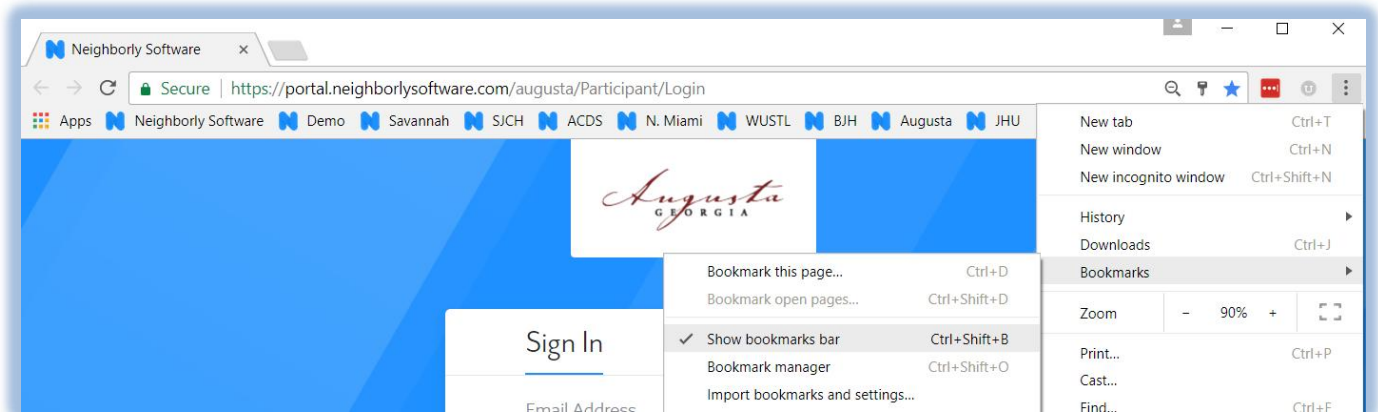 Neighborly Software ×
Secure | https://portal.neighborlysoftware.com/augusta/Participant/Login
Apps Neighborly Software Demo Savannah SJCH ACDS N. Miami WUSTL BJH Augusta JHU
Augusta
GEORGIA
Sign In
Email Address
New tab Ctrl+T
New window Ctrl+N
New incognito window Ctrl+Shift+N
History
Downloads Ctrl+J
Bookmarks
Zoom - 90% +
Print... Ctrl+P
Cast...
Find... Ctrl+F
Bookmark this page... Ctrl+D
Bookmark open pages... Ctrl+Shift+D
Show bookmarks bar Ctrl+Shift+B
Bookmark manager Ctrl+Shift+O
Import bookmarks and settings...